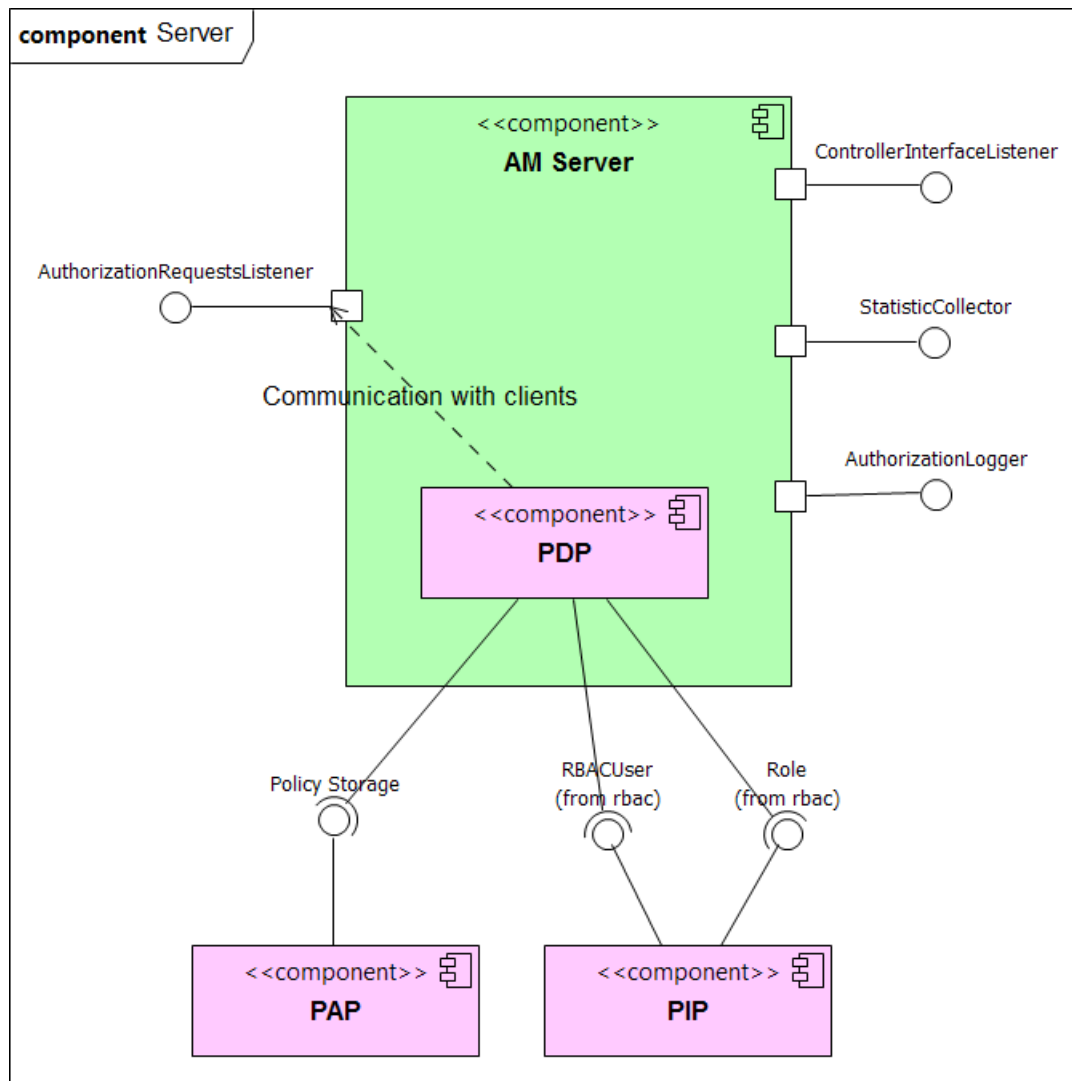 component Server
<<component>>
AM Server
ControllerInterfaceListener
AuthorizationRequestsListener
StatisticCollector
Communication with clients
AuthorizationLogger
<<component>>
PDP
Policy Storage
RBACUser
(from rbac)
Role
(from rbac)
<<component>>
PAP
<<component>>
PIP